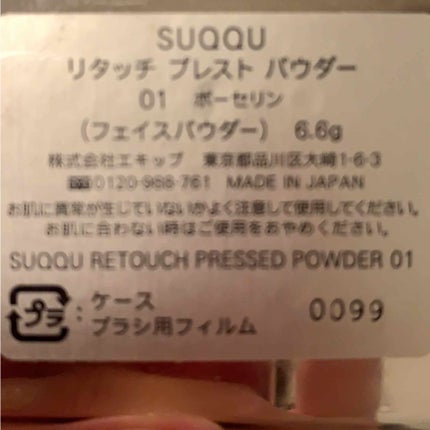 SUQQU
リタッチ プレスト パウダー
01 ポーセリン
(フェイスパウダー) 6.6g
株式会社エキップ 東京都品川区大崎1-6-3
0120-988-761 MADE IN JAPAN
お肌に異常が生じていないかよく注意して使用してください。
お肌に合わない時はご使用をおやめください。
SUQQU RETOUCH PRESSED POWDER 01
プラ : ケース
ブラシ用フィルム
0099